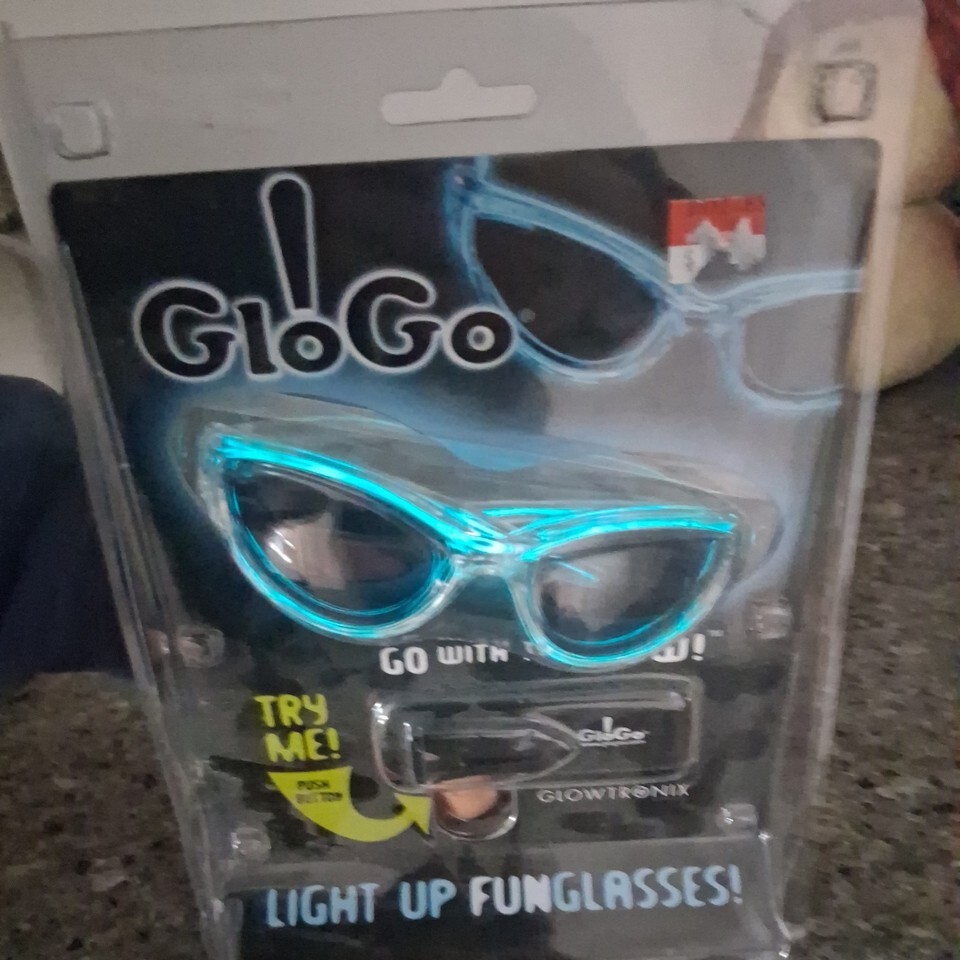 GloGo
GO WITH
TRY
ME!
PUSH
BUTTON
GloGo
GLOWTRONIX
LIGHT UP FUNGLASSES!